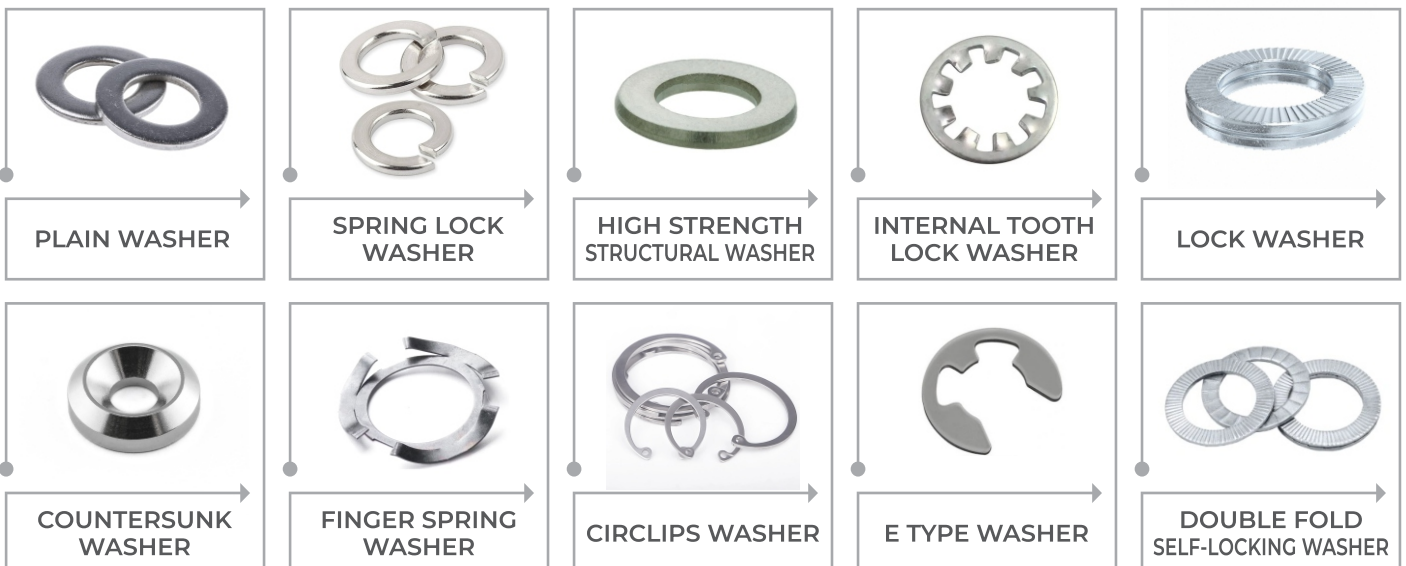 PLAIN WASHER
SPRING LOCK
WASHER
HIGH STRENGTH
STRUCTURAL WASHER
INTERNAL TOOTH
LOCK WASHER
LOCK WASHER
COUNTERSUNK
WASHER
FINGER SPRING
WASHER
CIRCLIPS WASHER
E TYPE WASHER
DOUBLE FOLD
SELF-LOCKING WASHER